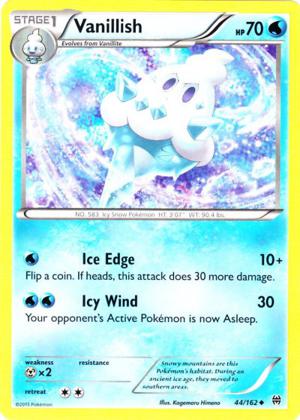 STAGE1 Vanillish HP70
Evolves from Vanillite
NO. 583 Icy Snow Pokémon HT: 3'07" WT: 90.4 lbs.
Ice Edge 10+
Flip a coin. If heads, this attack does 30 more damage.
Icy Wind 30
Your opponent's Active Pokémon is now Asleep.
weakness resistance
×2
Snowy mountains are this
Pokémon's habitat. During an
ancient ice age, they moved to
southern areas.
retreat
Illus. Kagemaru Himeno 44/162
©2015 Pokémon